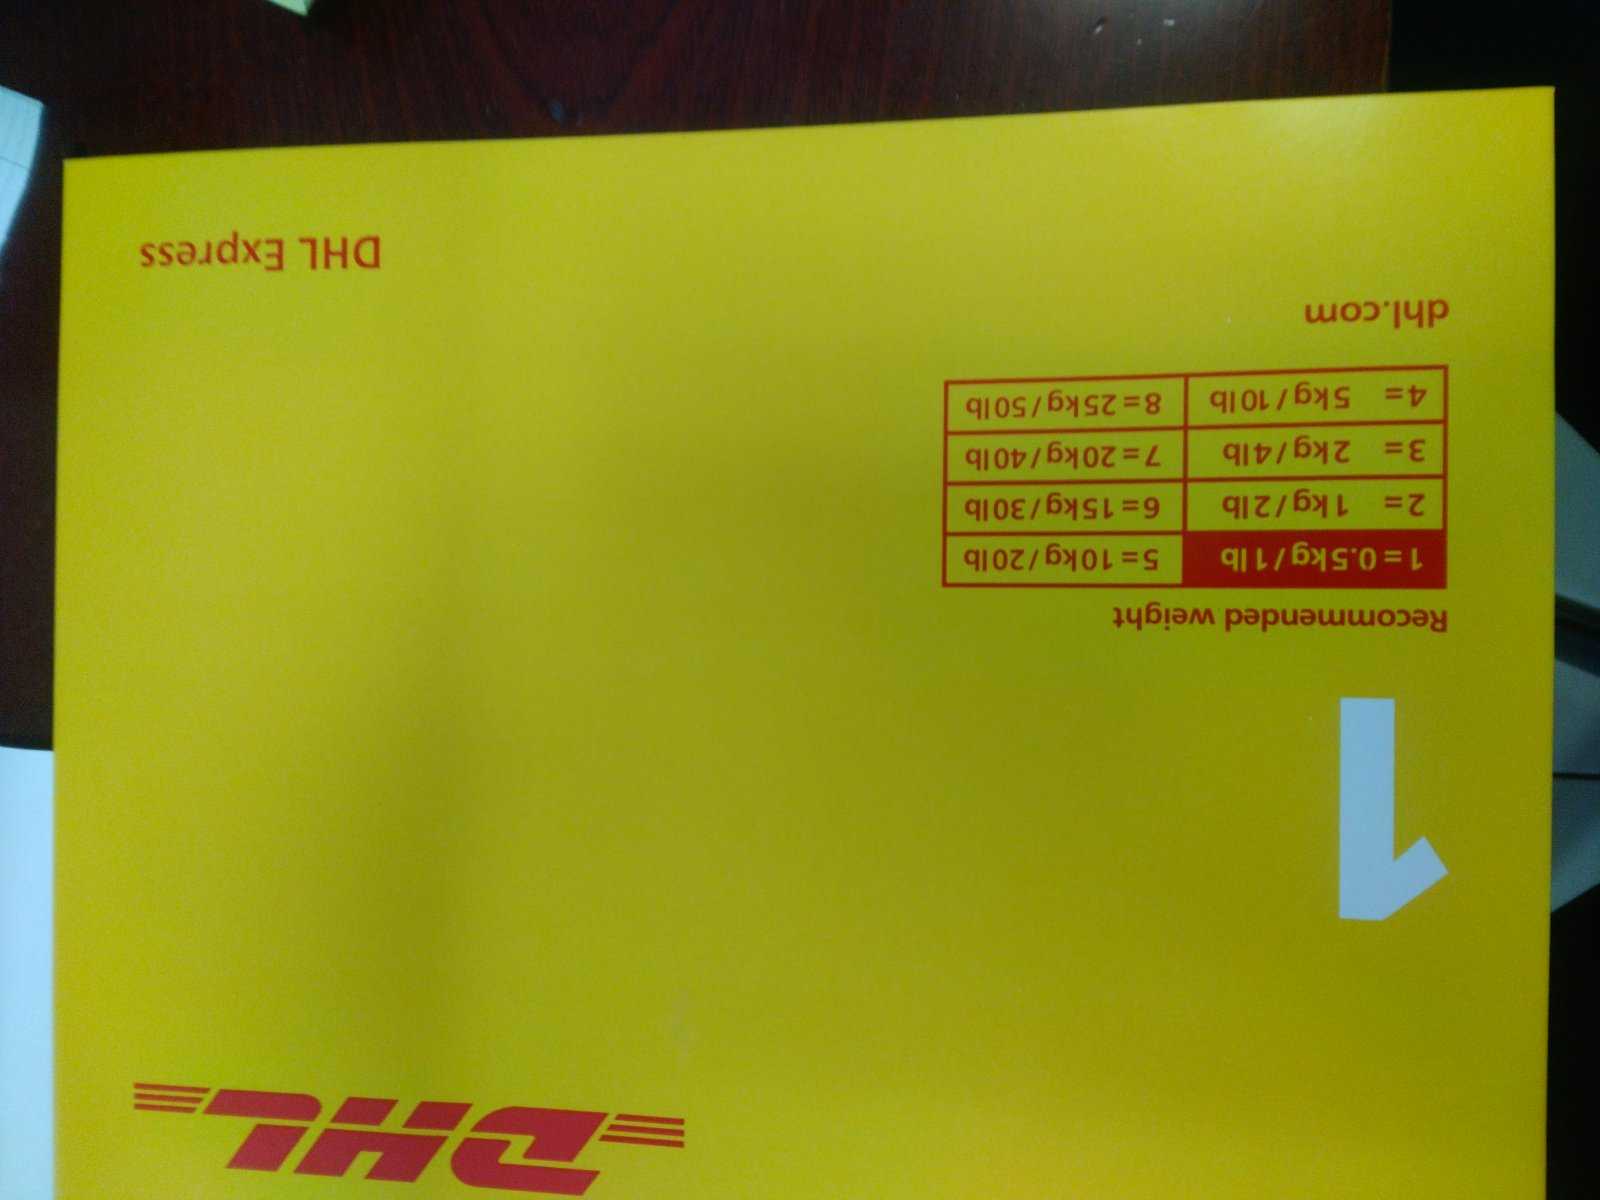 DHL
1
Recommended weight
1=0.5kg/1lb 5=10kg/20lb
2= 1kg/2lb 6=15kg/30lb
3= 2kg/4lb 7=20kg/40lb
4= 5kg/10lb 8=25kg/50lb
dhl.com
DHL Express